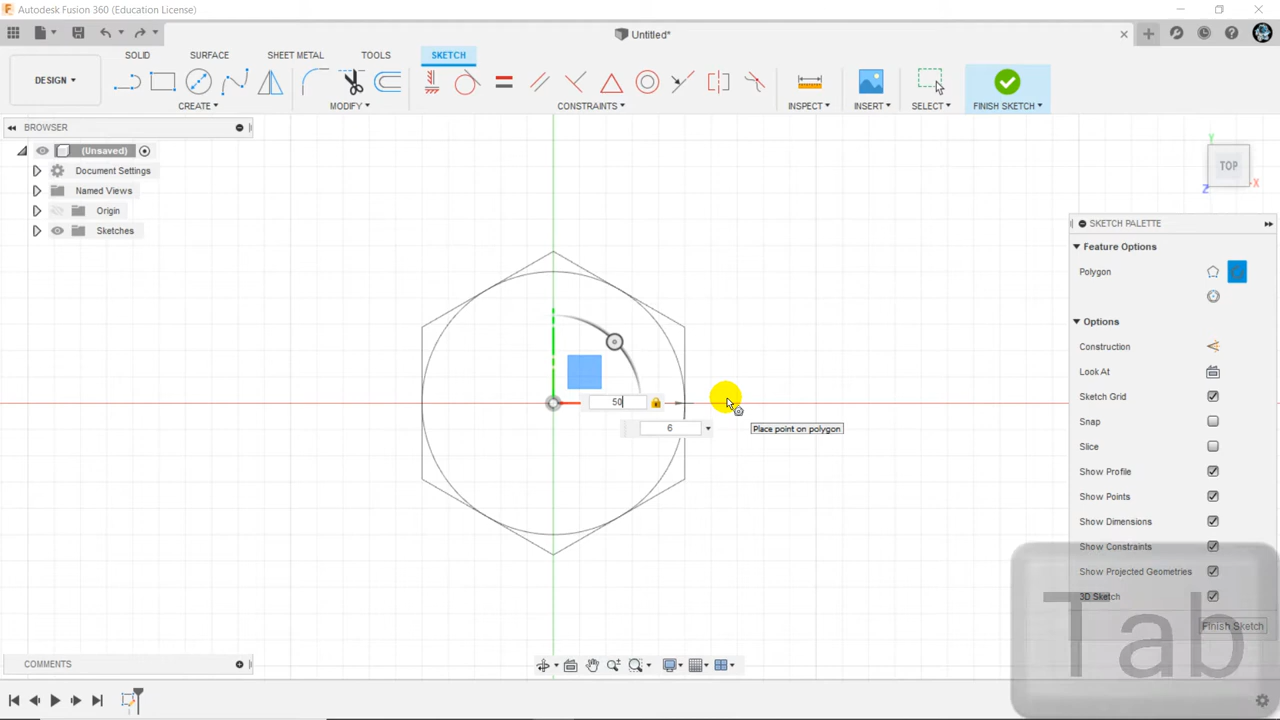 Autodesk Fusion 360 (Education License)
Untitled*
SOLID SURFACE SHEET METAL TOOLS SKETCH
DESIGN
CREATE MODIFY CONSTRAINTS INSPECT INSERT SELECT FINISH SKETCH
BROWSER
(Unsaved)
Document Settings
Named Views
Origin
Sketches
Y
TOP
Z X
SKETCH PALETTE
Feature Options
Polygon
Options
Construction
Look At
Sketch Grid
Snap
Slice
Show Profile
Show Points
Show Dimensions
Show Constraints
Show Projected Geometries
3D Sketch
Finish Sketch
50
6
Place point on polygon
Tab
COMMENTS